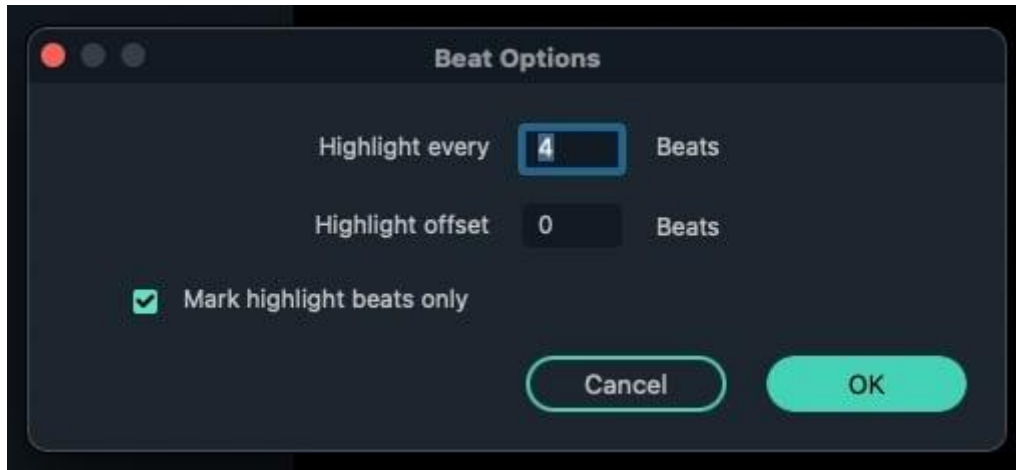 Beat Options
Highlight every 4 Beats
Highlight offset 0 Beats
Mark highlight beats only
Cancel OK